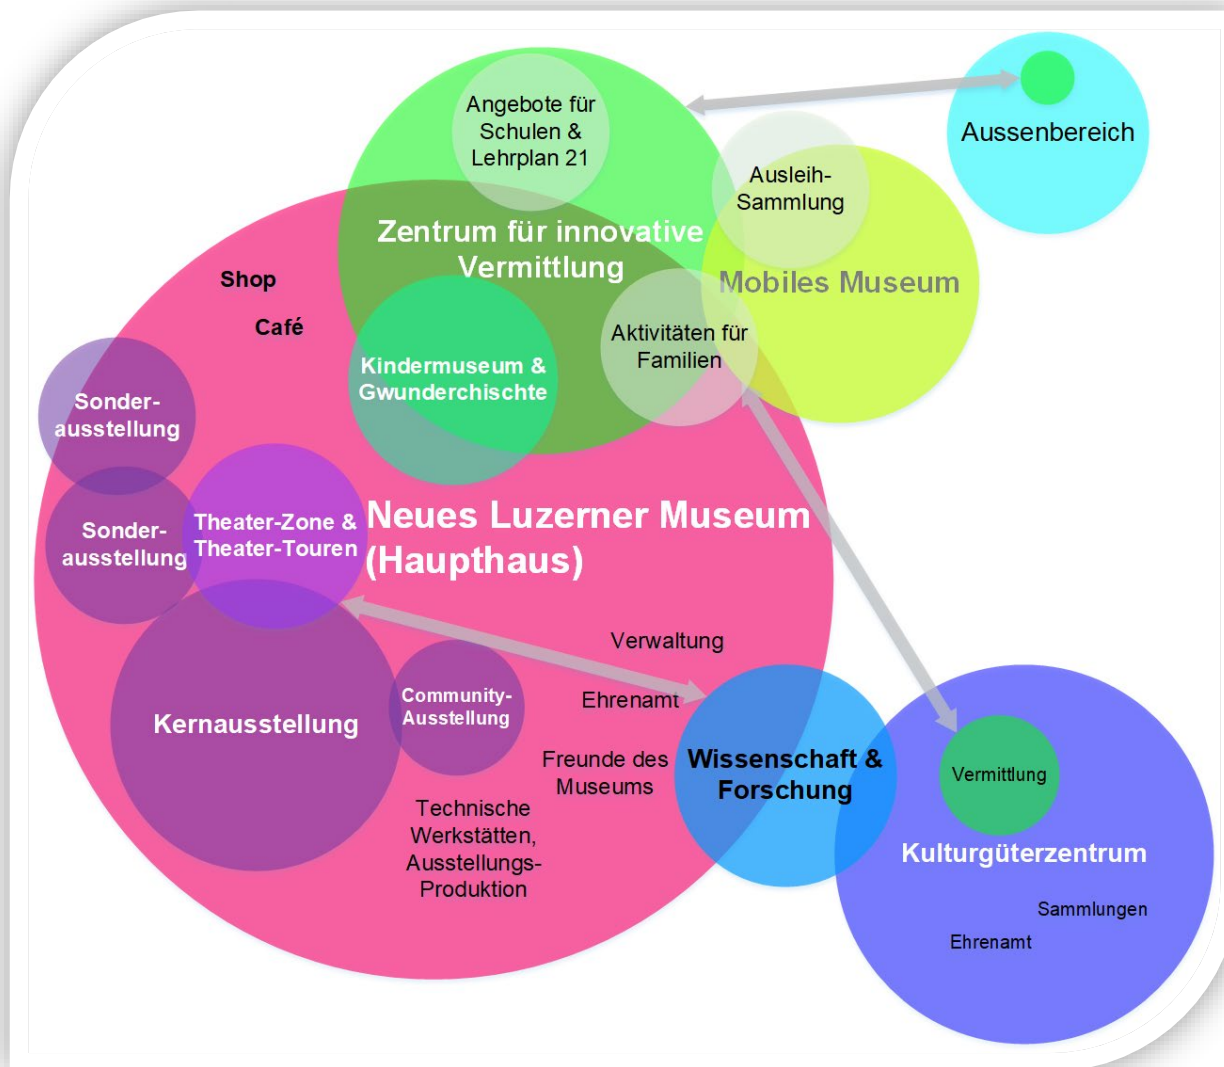 Angebote für
Schulen &
Lehrplan 21
Aussenbereich
Ausleih-
Sammlung
Zentrum für innovative
Vermittlung
Mobiles Museum
Shop
Café
Aktivitäten für
Familien
Kindermuseum &
Gwunderchischte
Sonder-
ausstellung
Sonder-
ausstellung
Theater-Zone &
Theater-Touren
Neues Luzerner Museum
(Haupthaus)
Verwaltung
Ehrenamt
Community-
Ausstellung
Kernausstellung
Freunde des
Museums
Wissenschaft &
Forschung
Vermittlung
Technische
Werkstätten,
Ausstellungs-
Produktion
Kulturgüterzentrum
Sammlungen
Ehrenamt